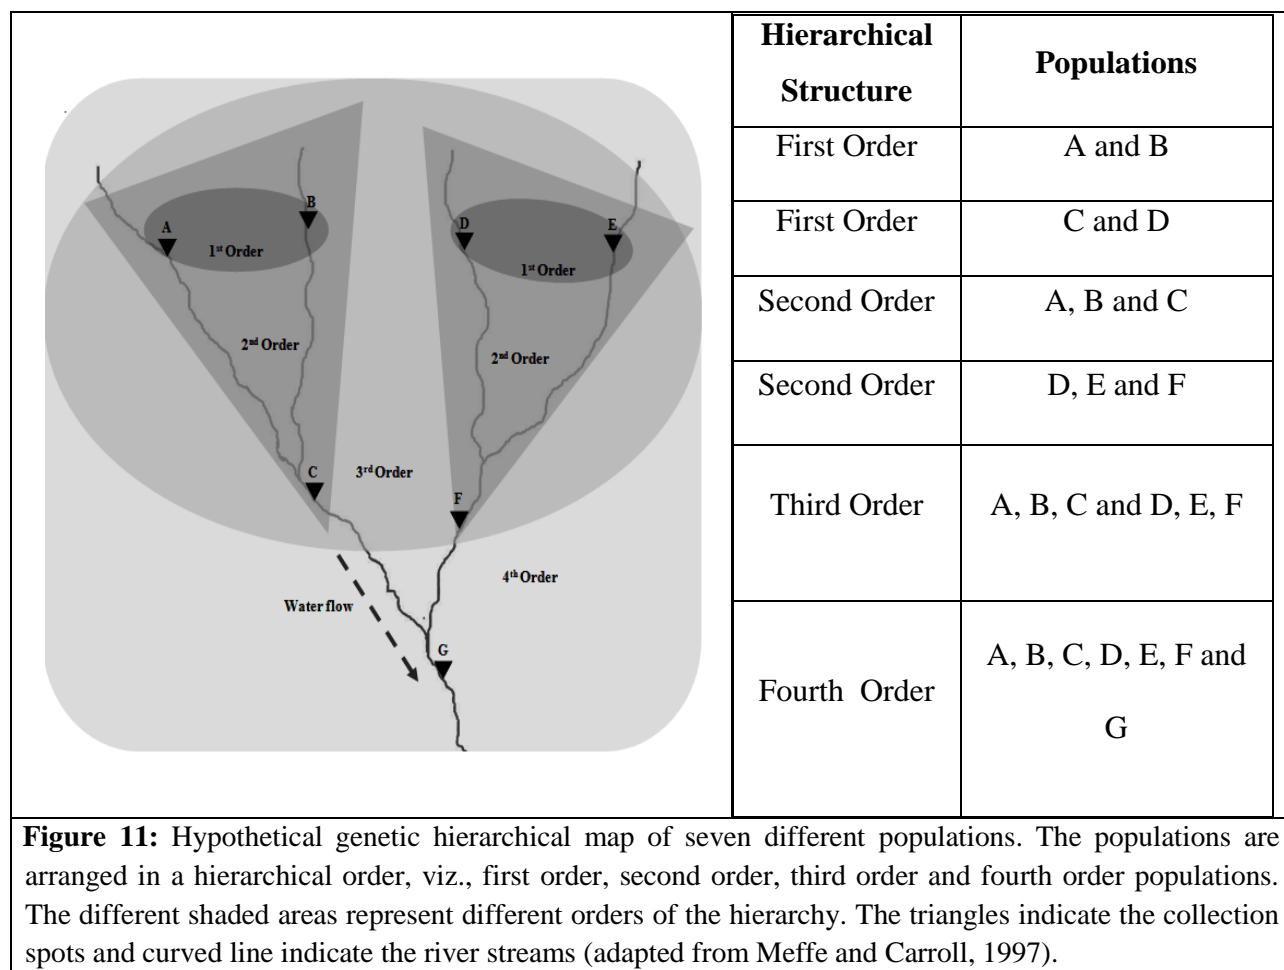 A
B
D
E
1st Order
1st Order
2nd Order
2nd Order
C
3rd Order
F
4th Order
Water flow
G
Hierarchical Structure | Populations
First Order | A and B
First Order | C and D
Second Order | A, B and C
Second Order | D, E and F
Third Order | A, B, C and D, E, F
Fourth Order | A, B, C, D, E, F and G
Figure 11: Hypothetical genetic hierarchical map of seven different populations. The populations are
arranged in a hierarchical order, viz., first order, second order, third order and fourth order populations.
The different shaded areas represent different orders of the hierarchy. The triangles indicate the collection
spots and curved line indicate the river streams (adapted from Meffe and Carroll, 1997).